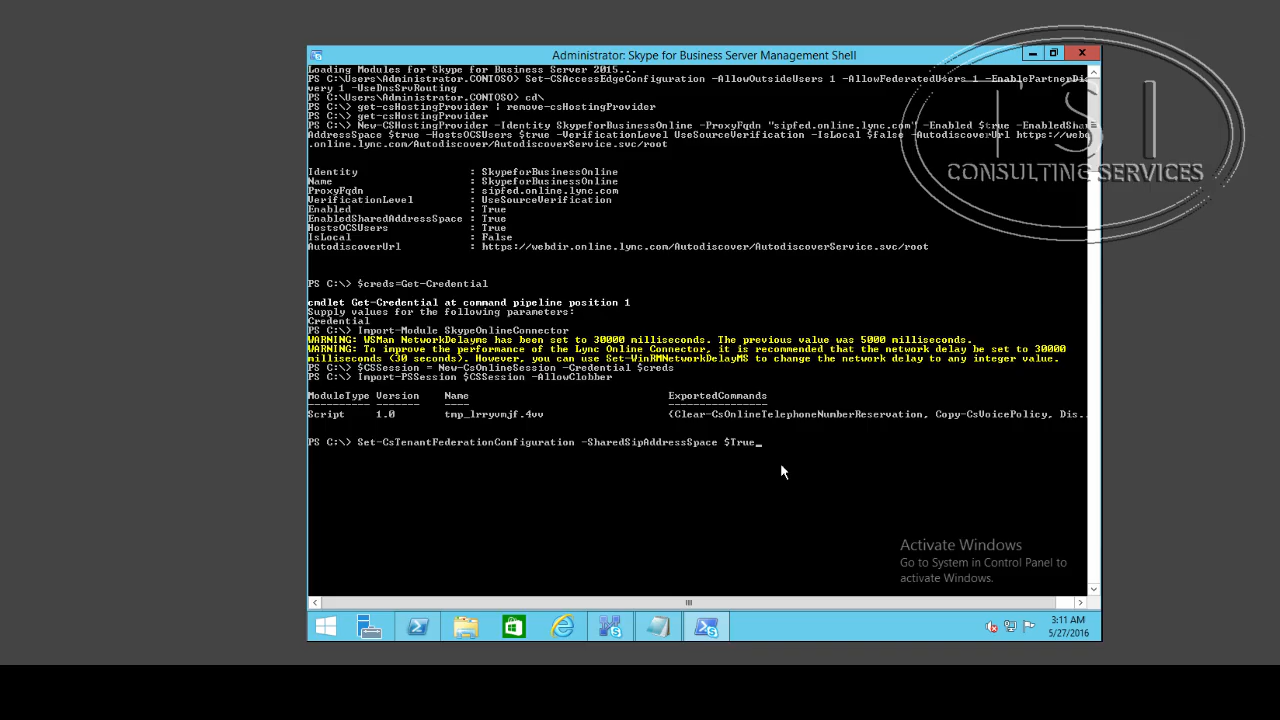 Administrator: Skype for Business Server Management Shell
Loading Modules for Skype for Business Server 2015...
PS C:\Users\Administrator.CONTOSO> Set-CSAccessEdgeConfiguration -AllowOutsideUsers 1 -AllowFederatedUsers 1 -EnablePartnerDi
very 1 -UseDnsSrvRouting
PS C:\Users\Administrator.CONTOSO> cd\
PS C:\> get-csHostingProvider | remove-csHostingProvider
PS C:\> get-csHostingProvider
PS C:\> New-CSHostingProvider -Identity SkypeforBusinessOnline -ProxyFqdn "sipfed.online.lync.com" -Enabled $true -EnabledShar
AddressSpace $true -HostsOCSUsers $true -VerificationLevel UseSourceVerification -IsLocal $false -AutodiscoverUrl https://webd
.online.lync.com/Autodiscover/AutodiscoverService.svc/root
Identity : SkypeforBusinessOnline
Name : SkypeforBusinessOnline
ProxyFqdn : sipfed.online.lync.com
VerificationLevel : UseSourceVerification
Enabled : True
EnabledSharedAddressSpace : True
HostsOCSUsers : True
IsLocal : False
AutodiscoverUrl : https://webdir.online.lync.com/Autodiscover/AutodiscoverService.svc/root
PS C:\> $creds=Get-Credential
cmdlet Get-Credential at command pipeline position 1
Supply values for the following parameters:
Credential
PS C:\> Import-Module SkypeOnlineConnector
WARNING: WSMan NetworkDelayms has been set to 30000 milliseconds. The previous value was 5000 milliseconds.
WARNING: To improve the performance of the Lync Online Connector, it is recommended that the network delay be set to 30000
milliseconds (30 seconds). However, you can use Set-WinRMNetworkDelayMS to change the network delay to any integer value.
PS C:\> $CSSession = New-CsOnlineSession -Credential $creds
PS C:\> Import-PSSession $CSSession -AllowClobber
ModuleType Version Name ExportedCommands
Script 1.0 tmp_lrryvmjf.4vv {Clear-CsOnlineTelephoneNumberReservation, Copy-CsVoicePolicy, Dis...
PS C:\> Set-CsTenantFederationConfiguration -SharedSipAddressSpace $True_
TSI
CONSULTING SERVICES
Activate Windows
Go to System in Control Panel to
activate Windows.
3:11 AM
5/27/2016